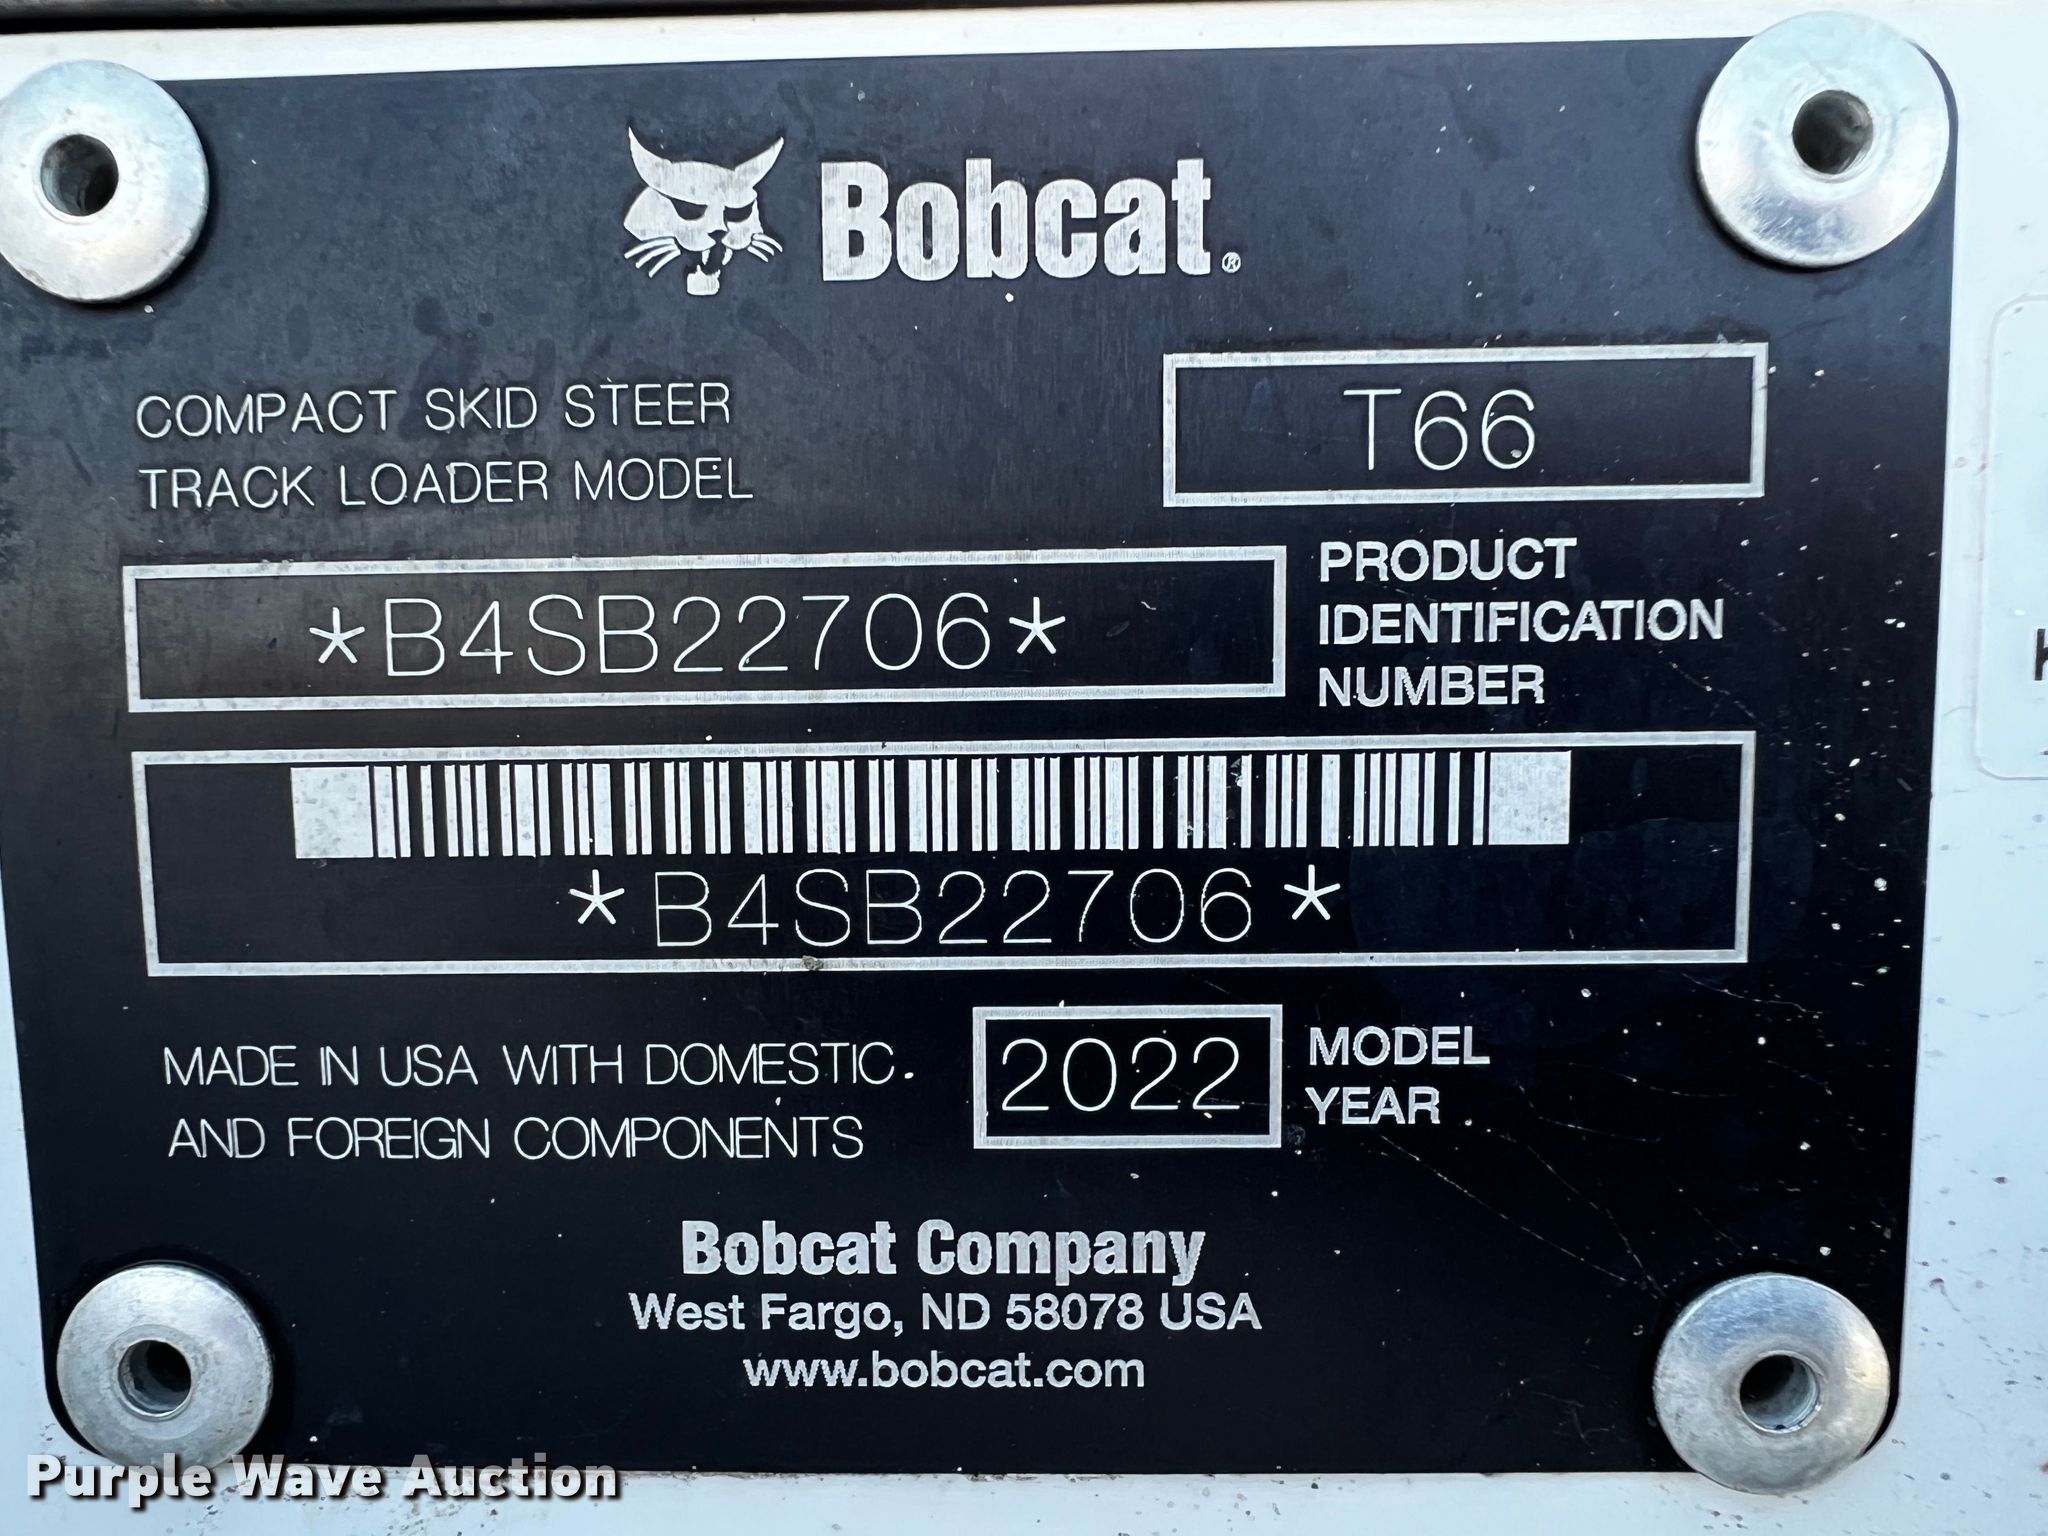 Bobcat®
COMPACT SKID STEER
TRACK LOADER MODEL
T66
*B4SB22706*
PRODUCT
IDENTIFICATION
NUMBER
*B4SB22706*
MADE IN USA WITH DOMESTIC
AND FOREIGN COMPONENTS
2022
MODEL
YEAR
Bobcat Company
West Fargo, ND 58078 USA
www.bobcat.com
Purple Wave Auction